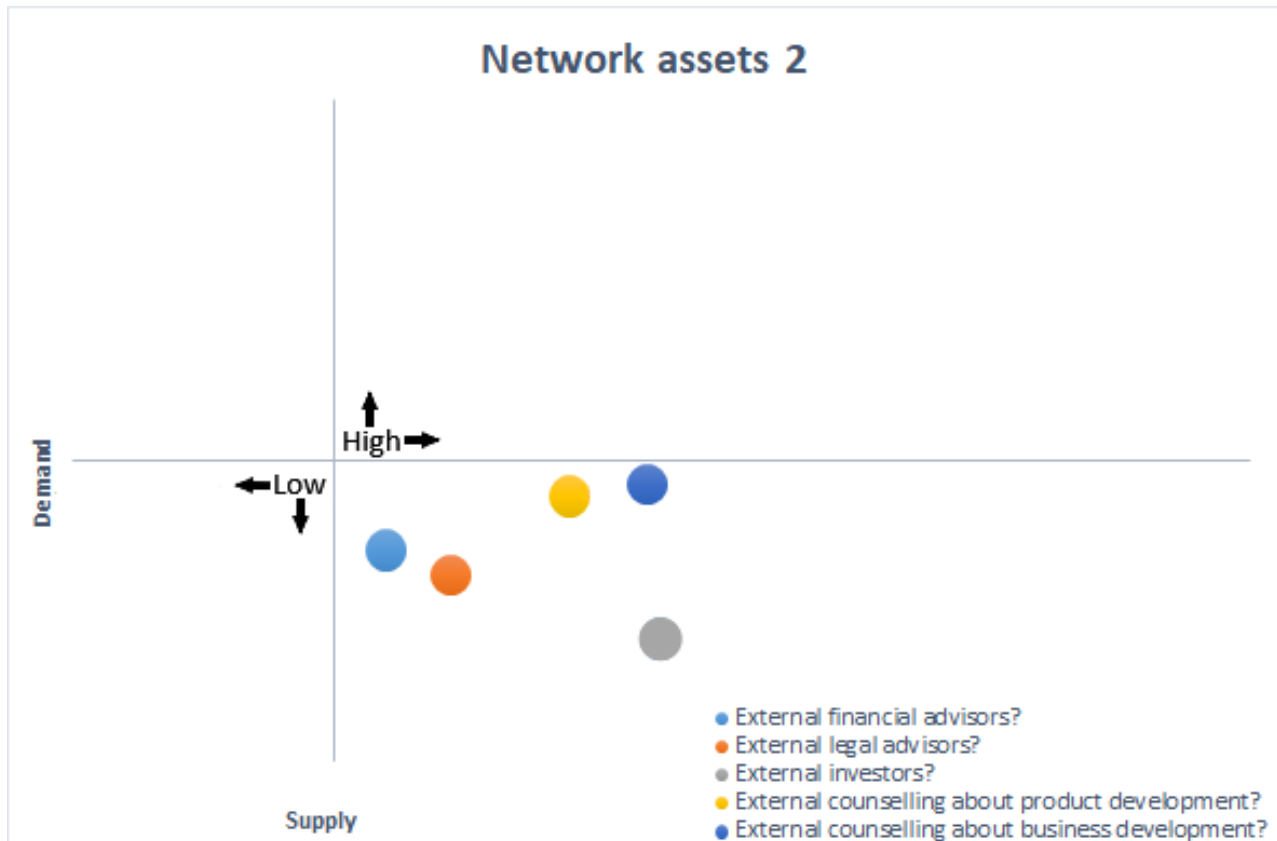 Network assets 2
High
Low
Demand
Supply
External financial advisors?
External legal advisors?
External investors?
External counselling about product development?
External counselling about business development?